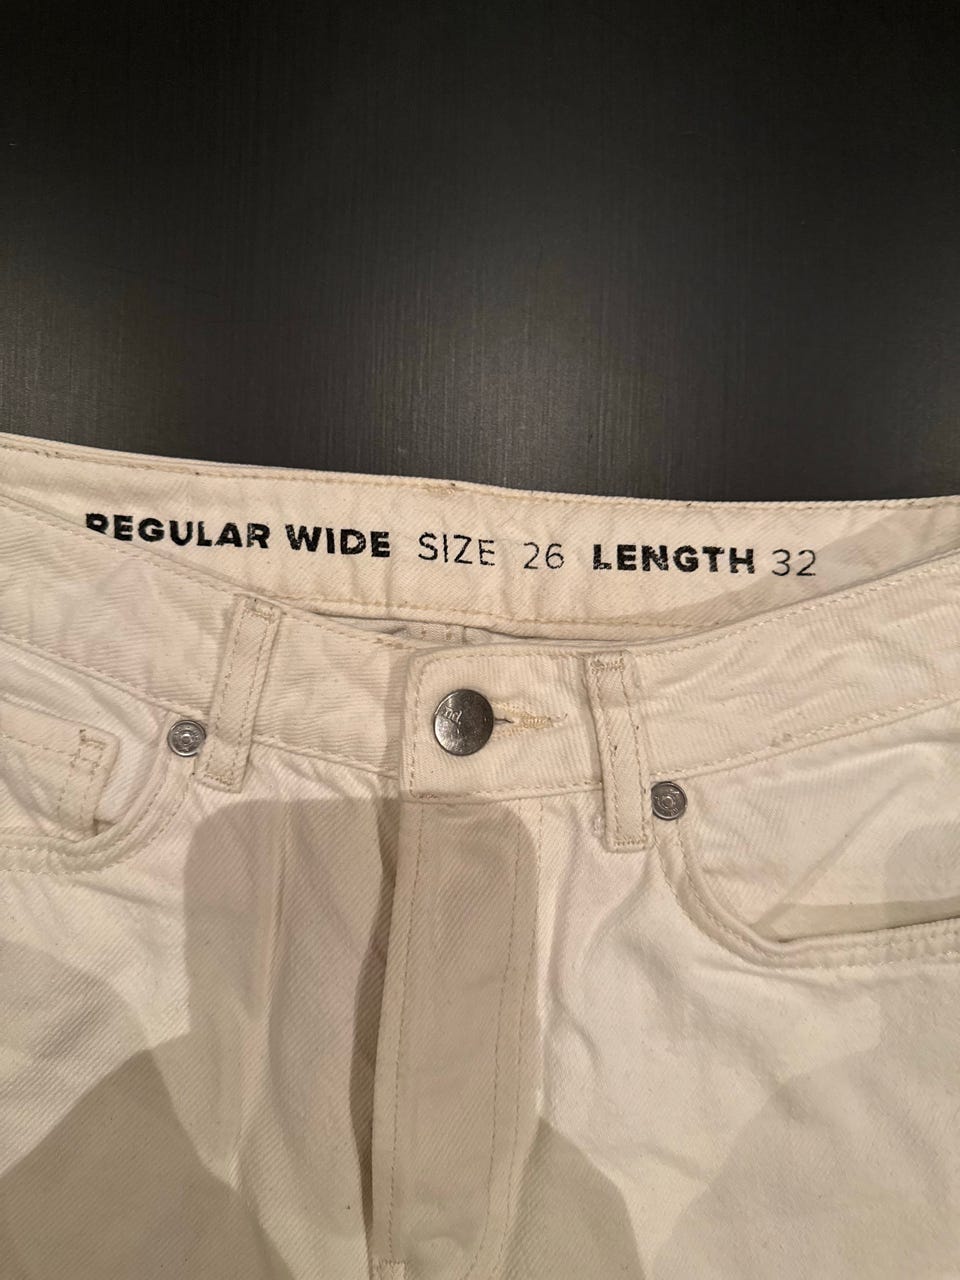 REGULAR WIDE SIZE 26 LENGTH 32